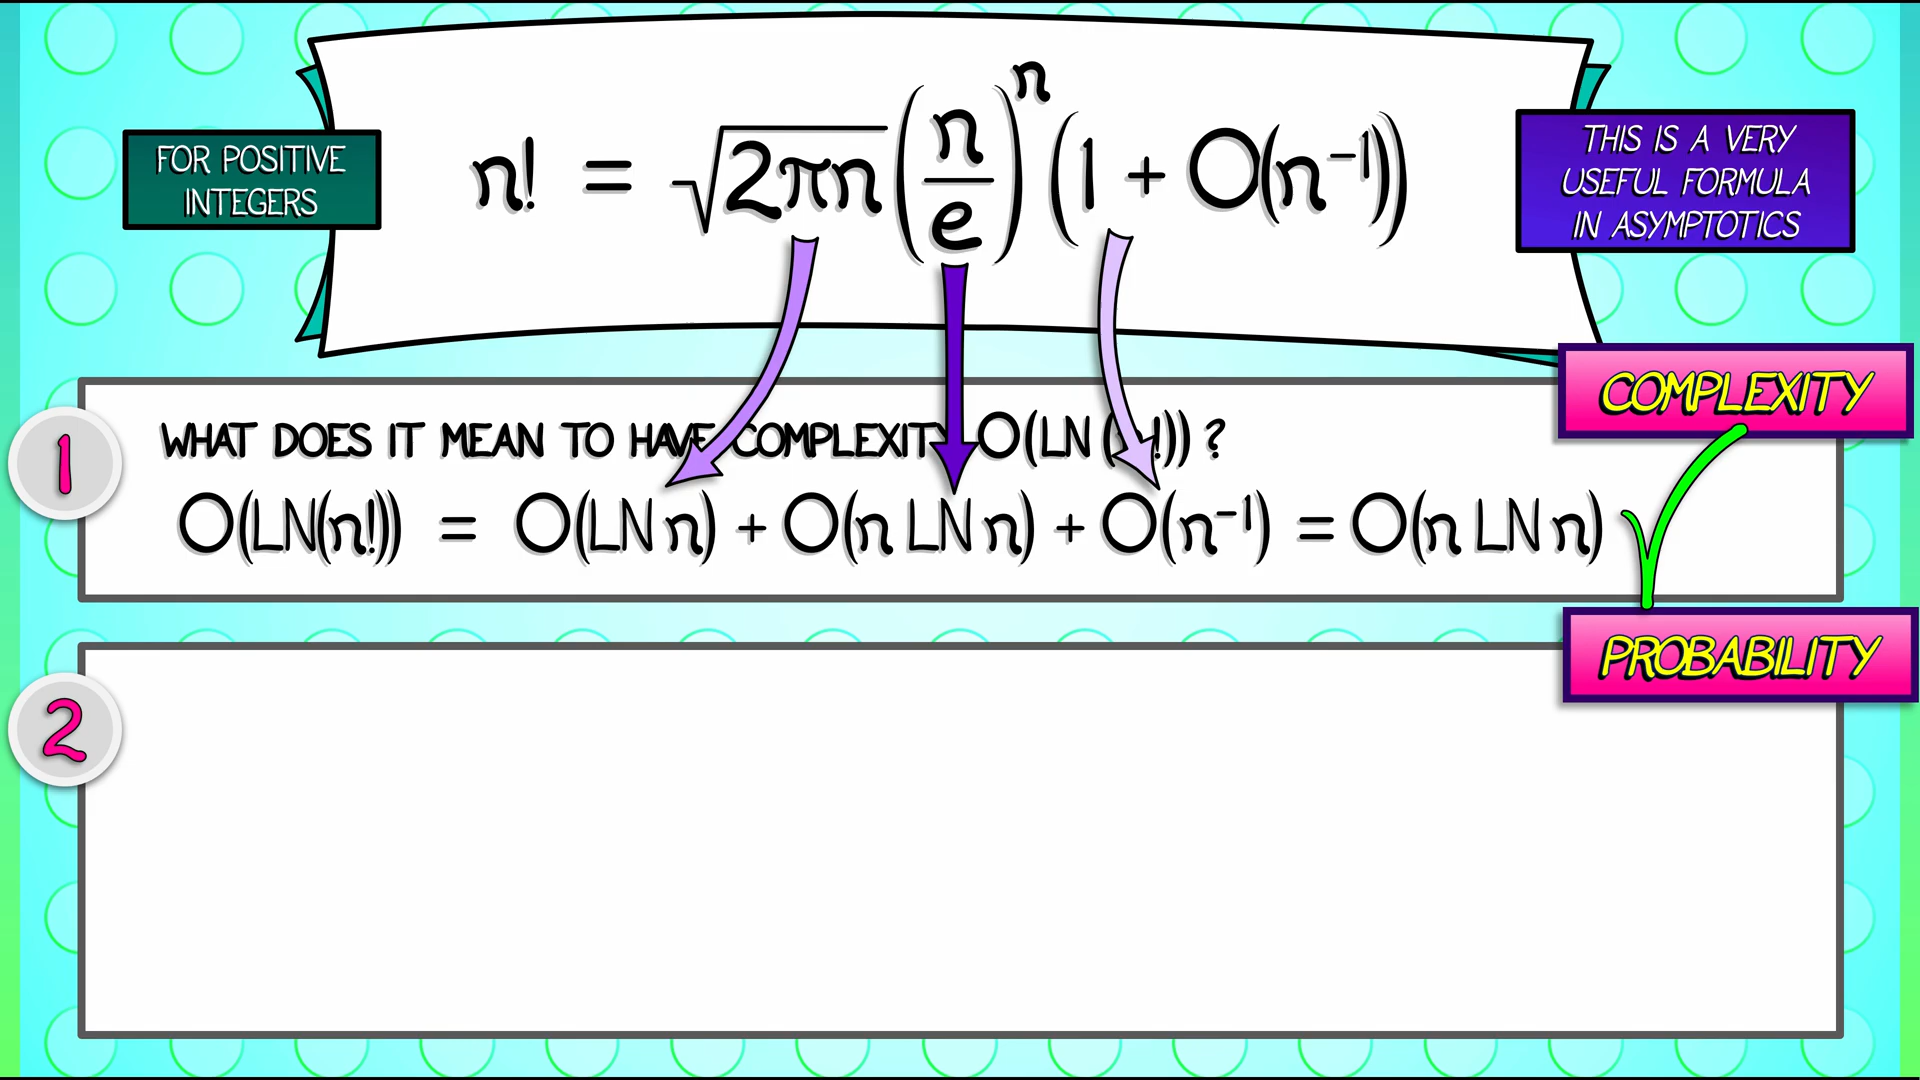 FOR POSITIVE
INTEGERS
n! = √2πn (n/e)^n (1 + O(n⁻¹))
THIS IS A VERY
USEFUL FORMULA
IN ASYMPTOTICS
COMPLEXITY
1
WHAT DOES IT MEAN TO HAVE COMPLEXITY O(LN (n!)) ?
O(LN(n!)) = O(LN n) + O(n LN n) + O(n⁻¹) = O(n LN n)
PROBABILITY
2